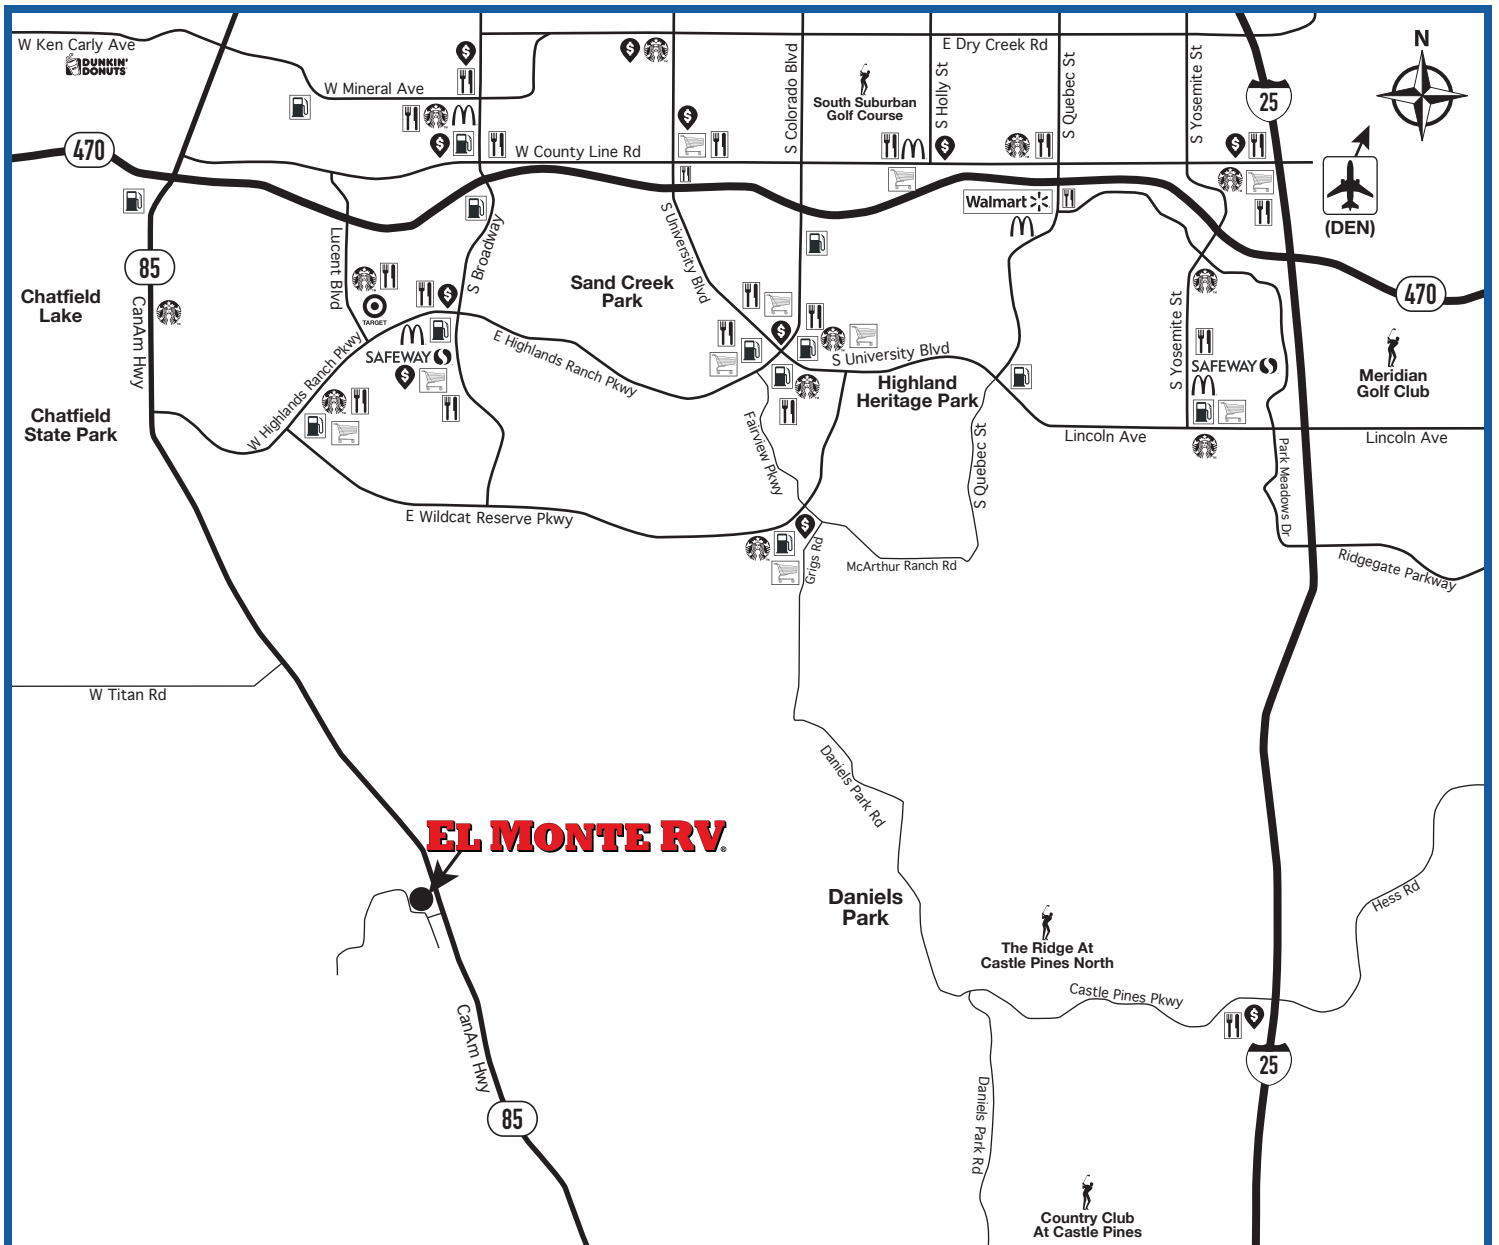 W Ken Carly Ave
DUNKIN'
DONUTS
W Mineral Ave
E Dry Creek Rd
S Colorado Blvd
S Holly St
S Quebec St
S Yosemite St
South Suburban
Golf Course
25
N
470
W County Line Rd
Walmart
(DEN)
Lucent Blvd
S Broadway
S University Blvd
85
CanAm Hwy
Chatfield
Lake
TARGET
Sand Creek
Park
470
SAFEWAY
W Highlands Ranch Pkwy
E Highlands Ranch Pkwy
S University Blvd
Highland
Heritage Park
S Yosemite St
SAFEWAY
Meridian
Golf Club
Chatfield
State Park
Fairview Pkwy
S Quebec St
Lincoln Ave
Lincoln Ave
Park Meadows Dr
E Wildcat Reserve Pkwy
Grigs Rd
McArthur Ranch Rd
Ridgegate Parkway
W Titan Rd
Daniels Park Rd
EL MONTE RV
Daniels
Park
Hess Rd
The Ridge At
Castle Pines North
Castle Pines Pkwy
CanAm Hwy
25
85
Daniels Park Rd
Country Club
At Castle Pines